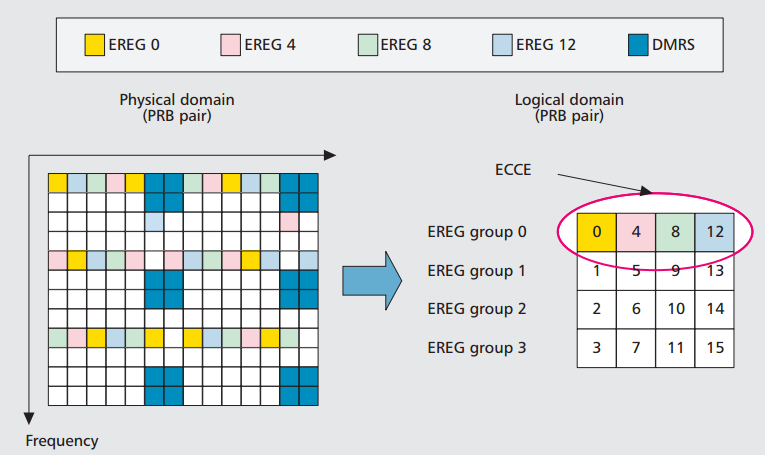 EREG 0 EREG 4 EREG 8 EREG 12 DMRS
Physical domain
(PRB pair)
Logical domain
(PRB pair)
ECCE
EREG group 0 0 4 8 12
EREG group 1 1 5 9 13
EREG group 2 2 6 10 14
EREG group 3 3 7 11 15
Frequency